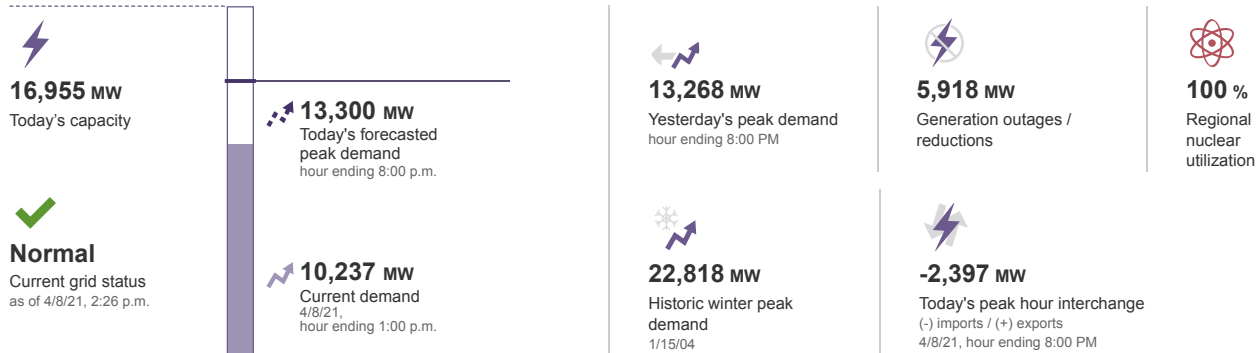 16,955 MW
Today's capacity
Normal
Current grid status
as of 4/8/21, 2:26 p.m.
13,300 MW
Today's forecasted
peak demand
hour ending 8:00 p.m.
10,237 MW
Current demand
4/8/21,
hour ending 1:00 p.m.
13,268 MW
Yesterday's peak demand
hour ending 8:00 PM
5,918 MW
Generation outages /
reductions
100 %
Regional
nuclear
utilization
22,818 MW
Historic winter peak
demand
1/15/04
-2,397 MW
Today's peak hour interchange
(-) imports / (+) exports
4/8/21, hour ending 8:00 PM